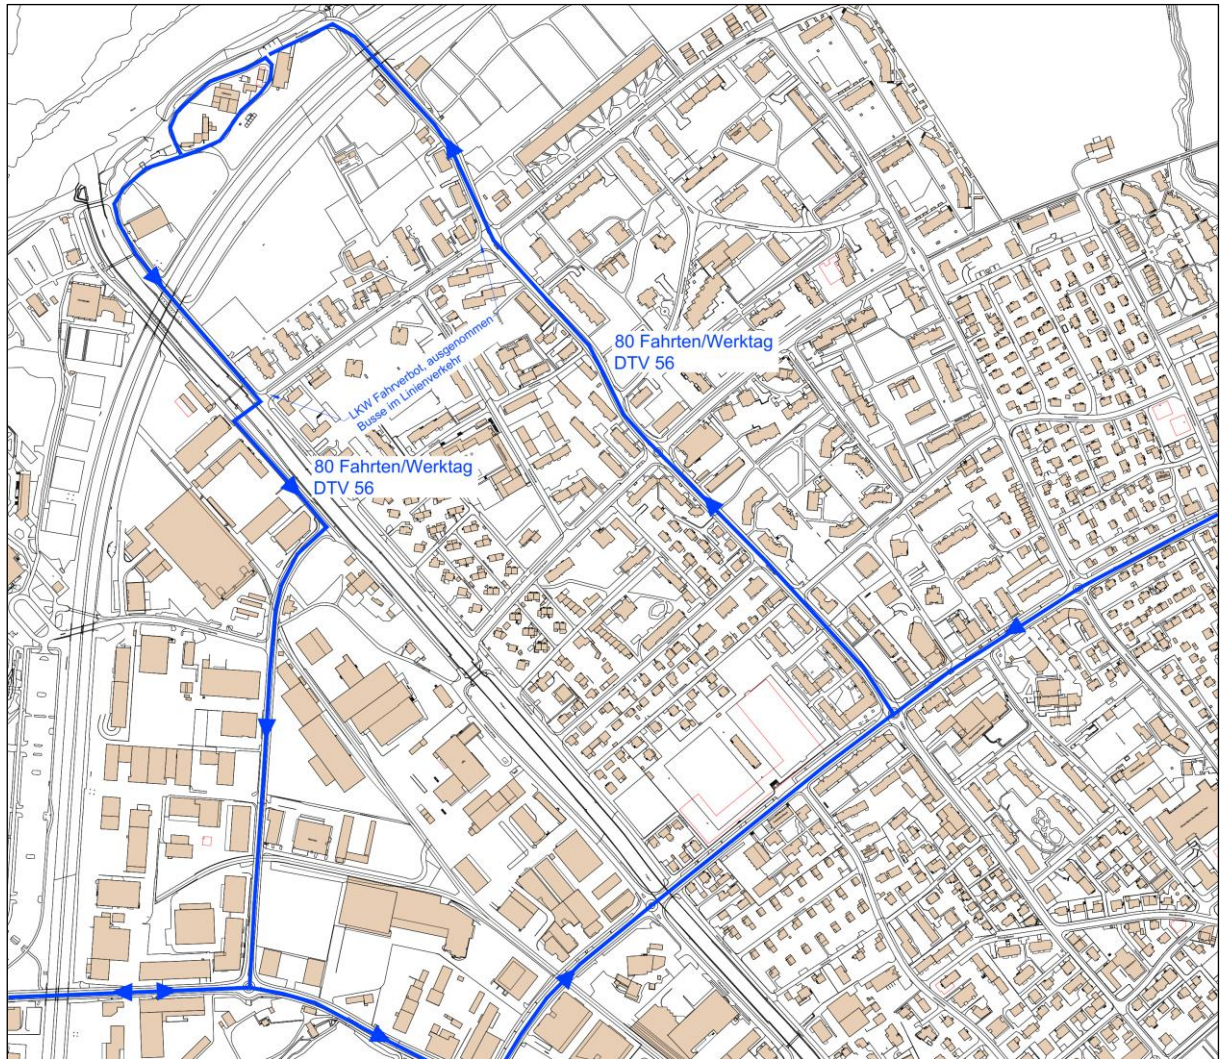 80 Fahrten/Werktag
DTV 56
LKW Fahrverbot, ausgenommen
Busse im Linienverkehr
80 Fahrten/Werktag
DTV 56